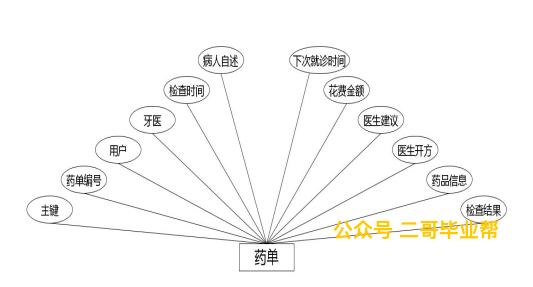 病人自述
下次就诊时间
检查时间
花费金额
牙医
医生建议
用户
医生开方
药单编号
药品信息
主键
检查结果
公众号 二哥毕业帮
药单